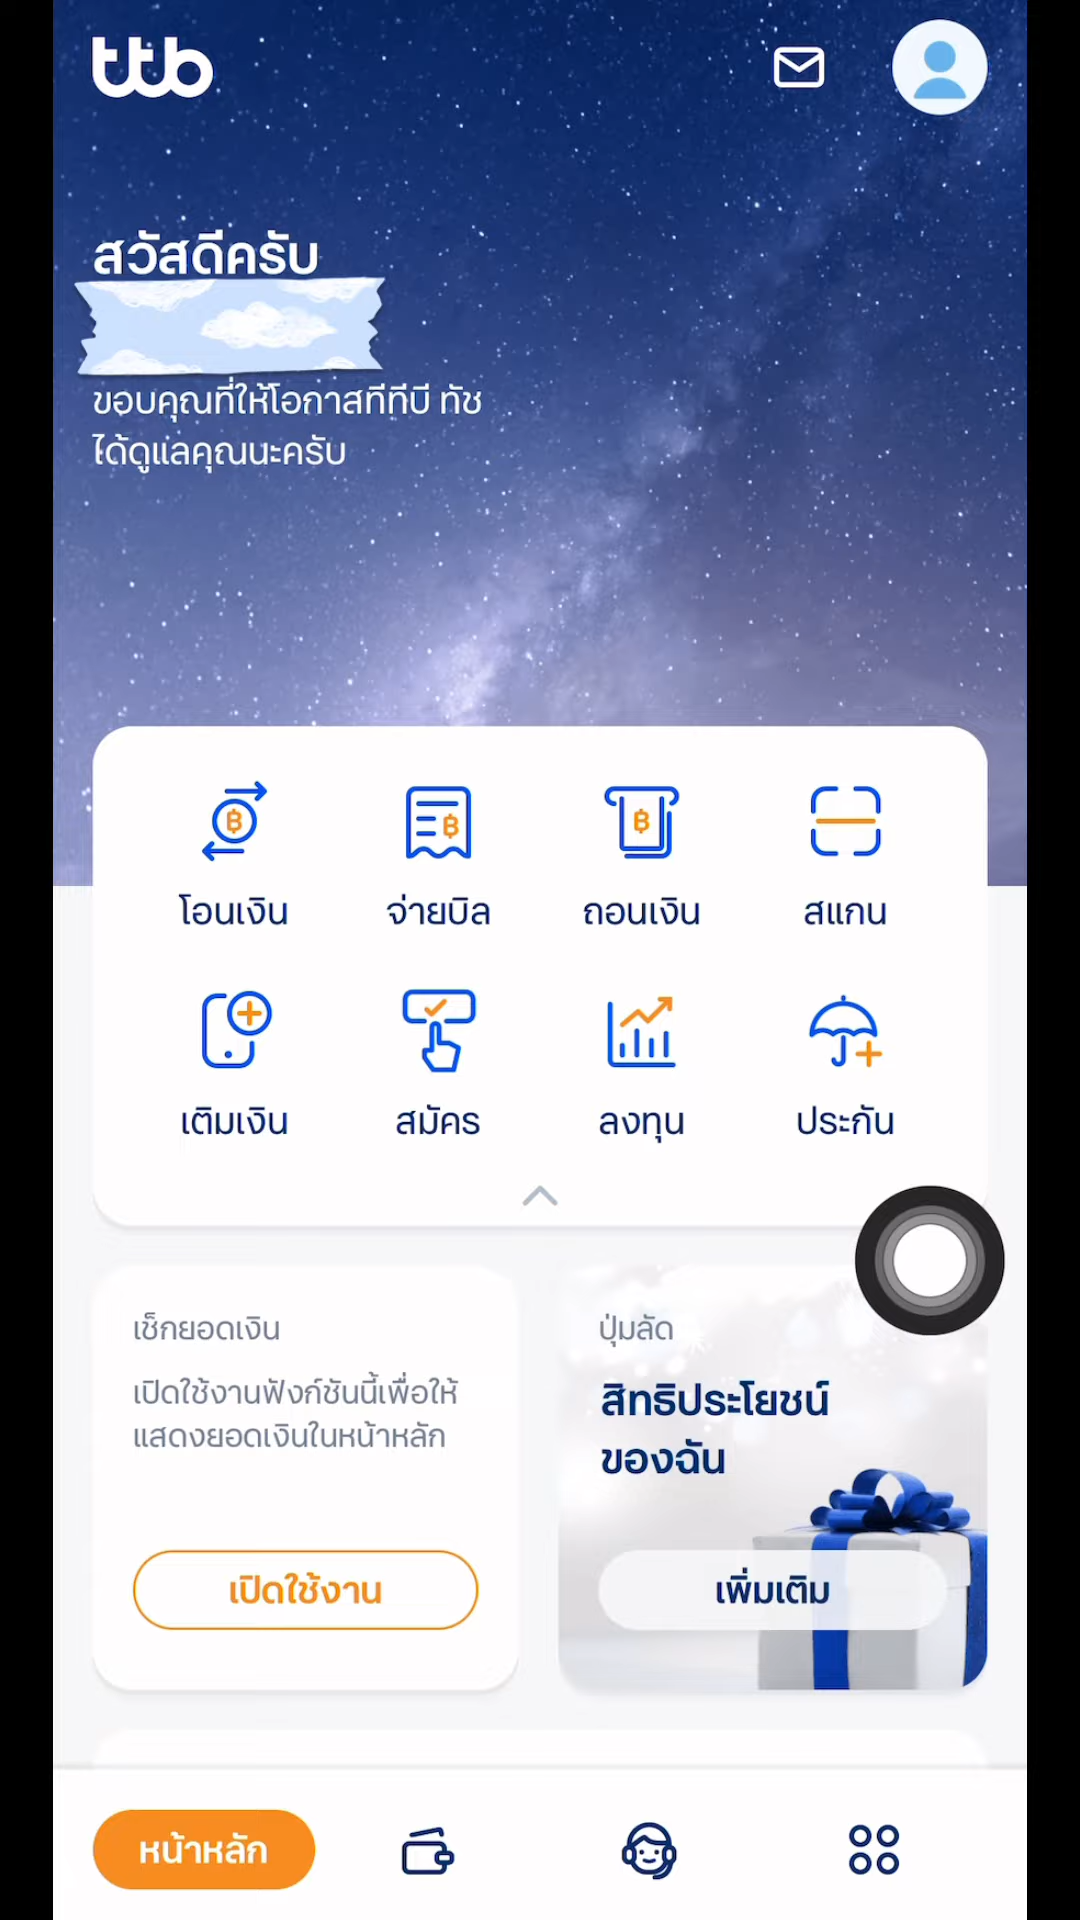 ttb
สวัสดีครับ
ขอบคุณที่ให้โอกาสทีทีบี ทัช
ได้ดูแลคุณนะครับ
โอนเงิน
จ่ายบิล
ถอนเงิน
สแกน
เติมเงิน
สมัคร
ลงทุน
ประกัน
เช็กยอดเงิน
เปิดใช้งานฟังก์ชันนี้เพื่อให้
แสดงยอดเงินในหน้าหลัก
เปิดใช้งาน
ปุ่มลัด
สิทธิประโยชน์
ของฉัน
เพิ่มเติม
หน้าหลัก